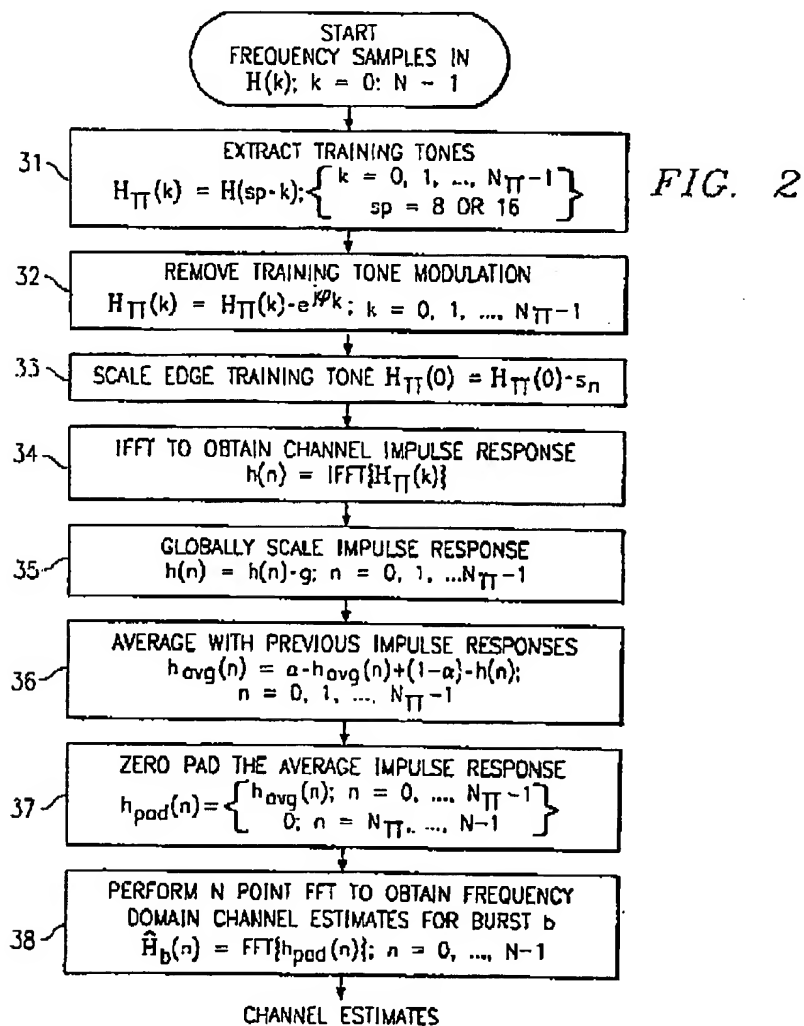 START
FREQUENCY SAMPLES IN
H(k); k = 0: N - 1
31
EXTRACT TRAINING TONES
H_TT(k) = H(sp-k); { k = 0, 1, ..., N_TT-1
sp = 8 OR 16 }
FIG. 2
32
REMOVE TRAINING TONE MODULATION
H_TT(k) = H_TT(k)-e^jφk; k = 0, 1, ..., N_TT-1
33
SCALE EDGE TRAINING TONE H_TT(0) = H_TT(0)-s_n
34
IFFT TO OBTAIN CHANNEL IMPULSE RESPONSE
h(n) = IFFT{H_TT(k)}
35
GLOBALLY SCALE IMPULSE RESPONSE
h(n) = h(n)-g; n = 0, 1, ...N_TT-1
36
AVERAGE WITH PREVIOUS IMPULSE RESPONSES
h_avg(n) = α-h_avg(n)+(1-α)-h(n);
n = 0, 1, ..., N_TT-1
37
ZERO PAD THE AVERAGE IMPULSE RESPONSE
h_pad(n) = { h_avg(n); n = 0, ..., N_TT-1
0; n = N_TT, ..., N-1 }
38
PERFORM N POINT FFT TO OBTAIN FREQUENCY
DOMAIN CHANNEL ESTIMATES FOR BURST b
Ĥ_b(n) = FFT{h_pad(n)}; n = 0, ..., N-1
CHANNEL ESTIMATES